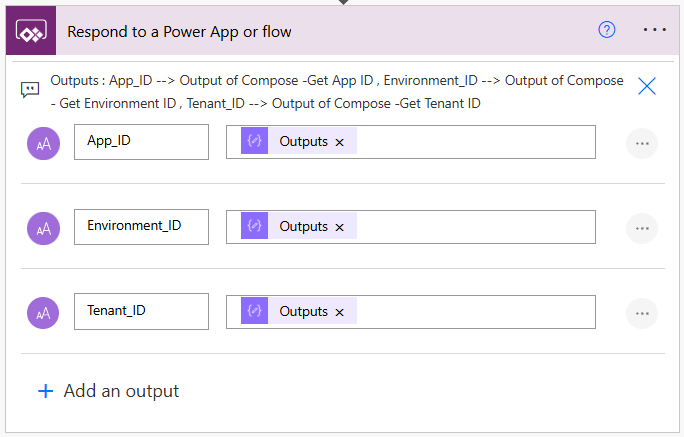 Respond to a Power App or flow
Outputs : App_ID --> Output of Compose -Get App ID , Environment_ID --> Output of Compose
- Get Environment ID , Tenant_ID --> Output of Compose -Get Tenant ID
AA App_ID Outputs ×
AA Environment_ID Outputs ×
AA Tenant_ID Outputs ×
+ Add an output